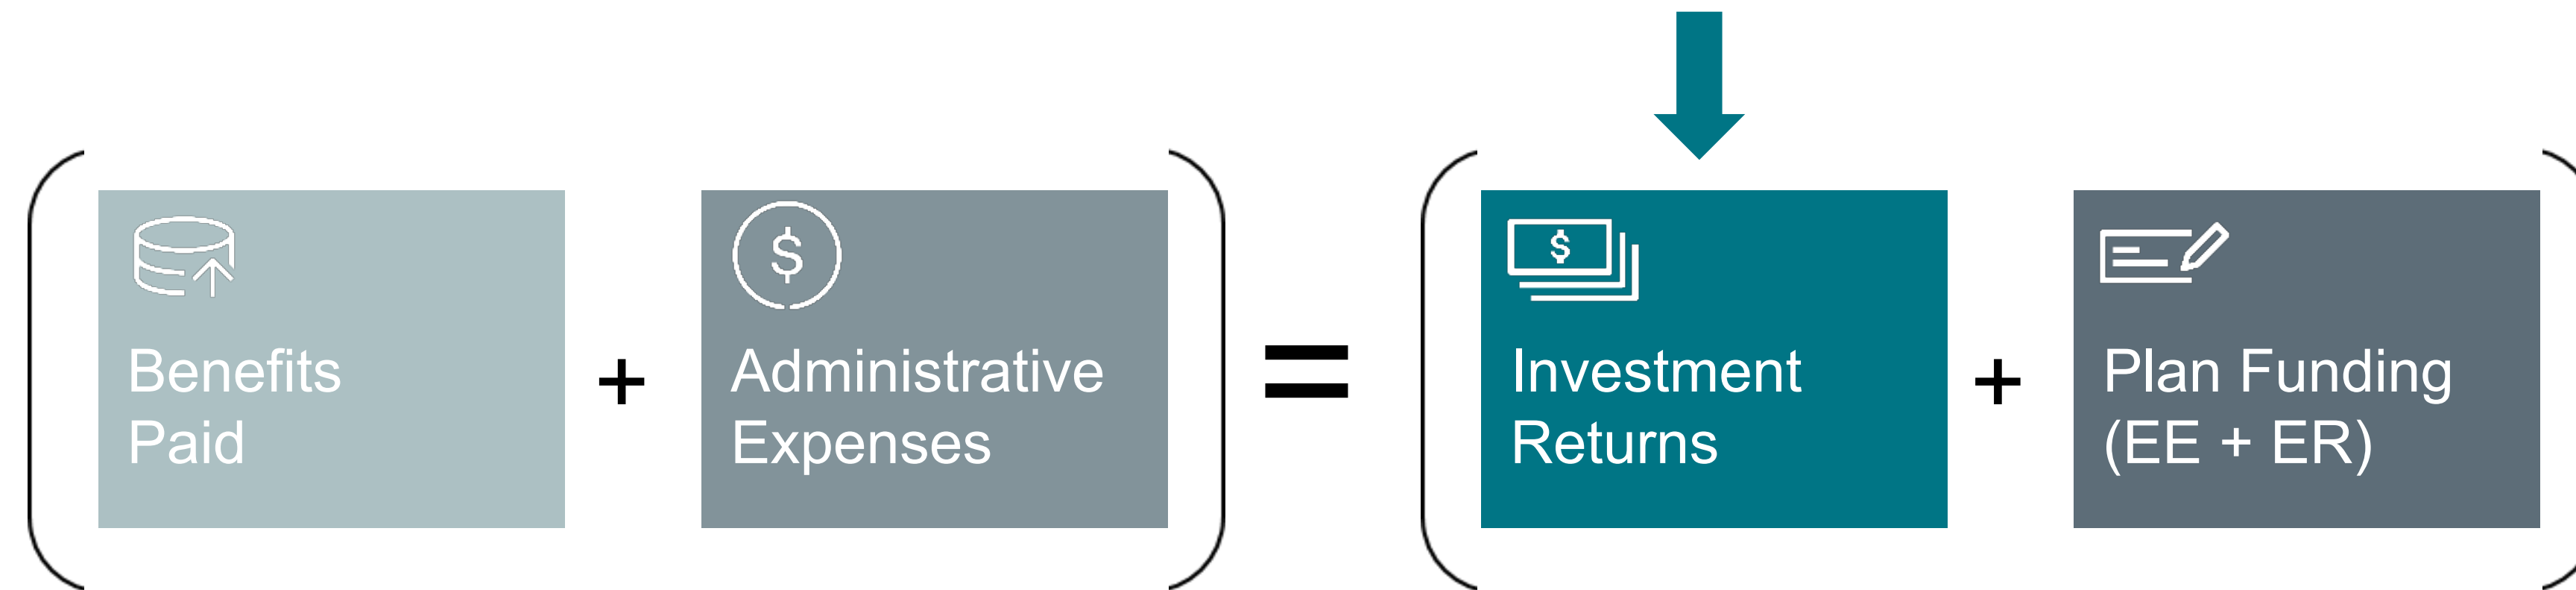 Benefits
Paid
+
$
Administrative
Expenses
=
$
Investment
Returns
+
Plan Funding
(EE + ER)